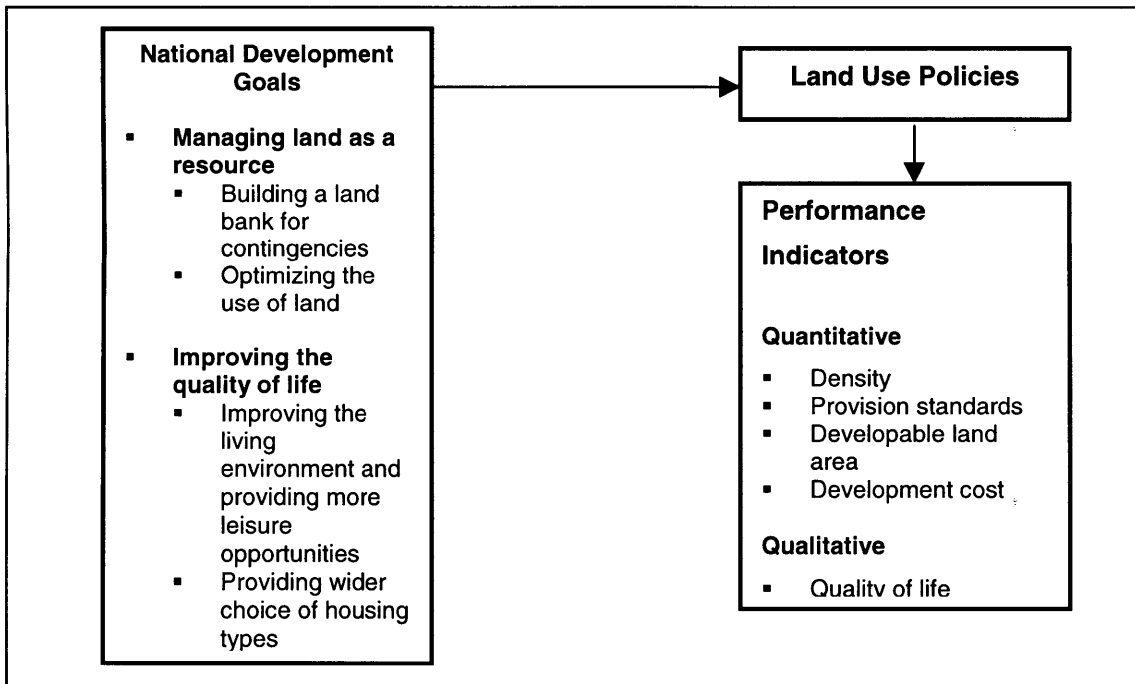 National Development
Goals
▪ Managing land as a
resource
▪ Building a land
bank for
contingencies
▪ Optimizing the
use of land
▪ Improving the
quality of life
▪ Improving the
living
environment and
providing more
leisure
opportunities
▪ Providing wider
choice of housing
types
Land Use Policies
Performance
Indicators
Quantitative
▪ Density
▪ Provision standards
▪ Developable land
area
▪ Development cost
Qualitative
▪ Quality of life